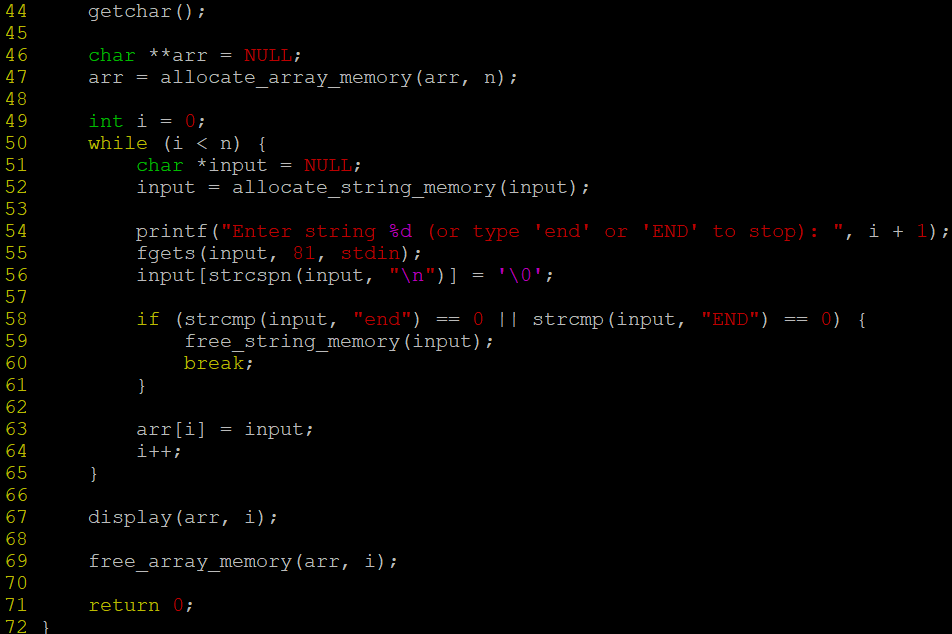 44     getchar();
45
46     char **arr = NULL;
47     arr = allocate_array_memory(arr, n);
48
49     int i = 0;
50     while (i < n) {
51         char *input = NULL;
52         input = allocate_string_memory(input);
53
54         printf("Enter string %d (or type 'end' or 'END' to stop): ", i + 1);
55         fgets(input, 81, stdin);
56         input[strcspn(input, "\n")] = '\0';
57
58         if (strcmp(input, "end") == 0 || strcmp(input, "END") == 0) {
59             free_string_memory(input);
60             break;
61         }
62
63         arr[i] = input;
64         i++;
65     }
66
67     display(arr, i);
68
69     free_array_memory(arr, i);
70
71     return 0;
72 }